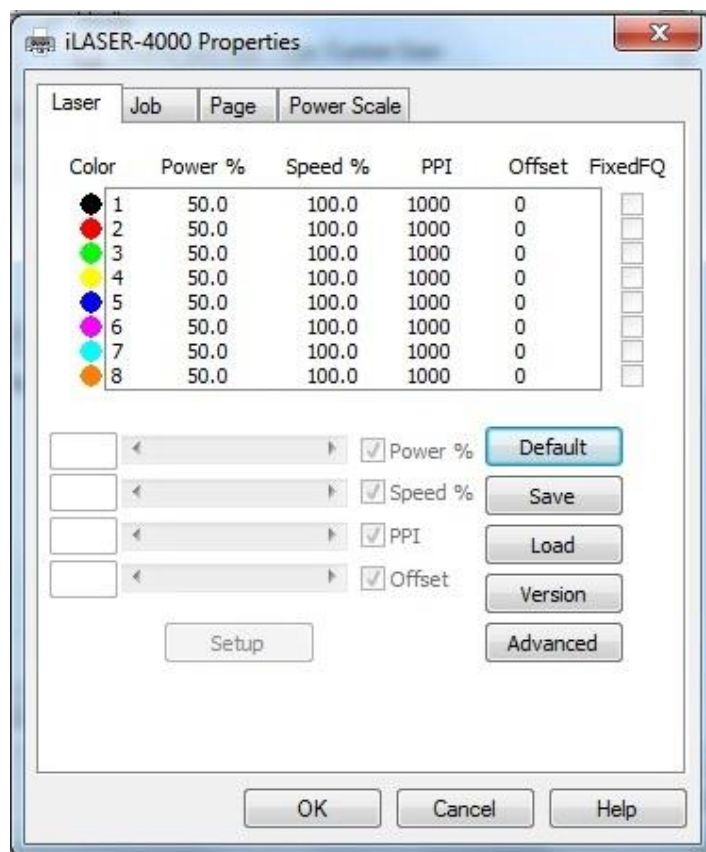 iLASER-4000 Properties
Laser Job Page Power Scale
Color Power % Speed % PPI Offset FixedFQ
1 50.0 100.0 1000 0
2 50.0 100.0 1000 0
3 50.0 100.0 1000 0
4 50.0 100.0 1000 0
5 50.0 100.0 1000 0
6 50.0 100.0 1000 0
7 50.0 100.0 1000 0
8 50.0 100.0 1000 0
Power % Default
Speed % Save
PPI Load
Offset Version
Setup Advanced
OK Cancel Help